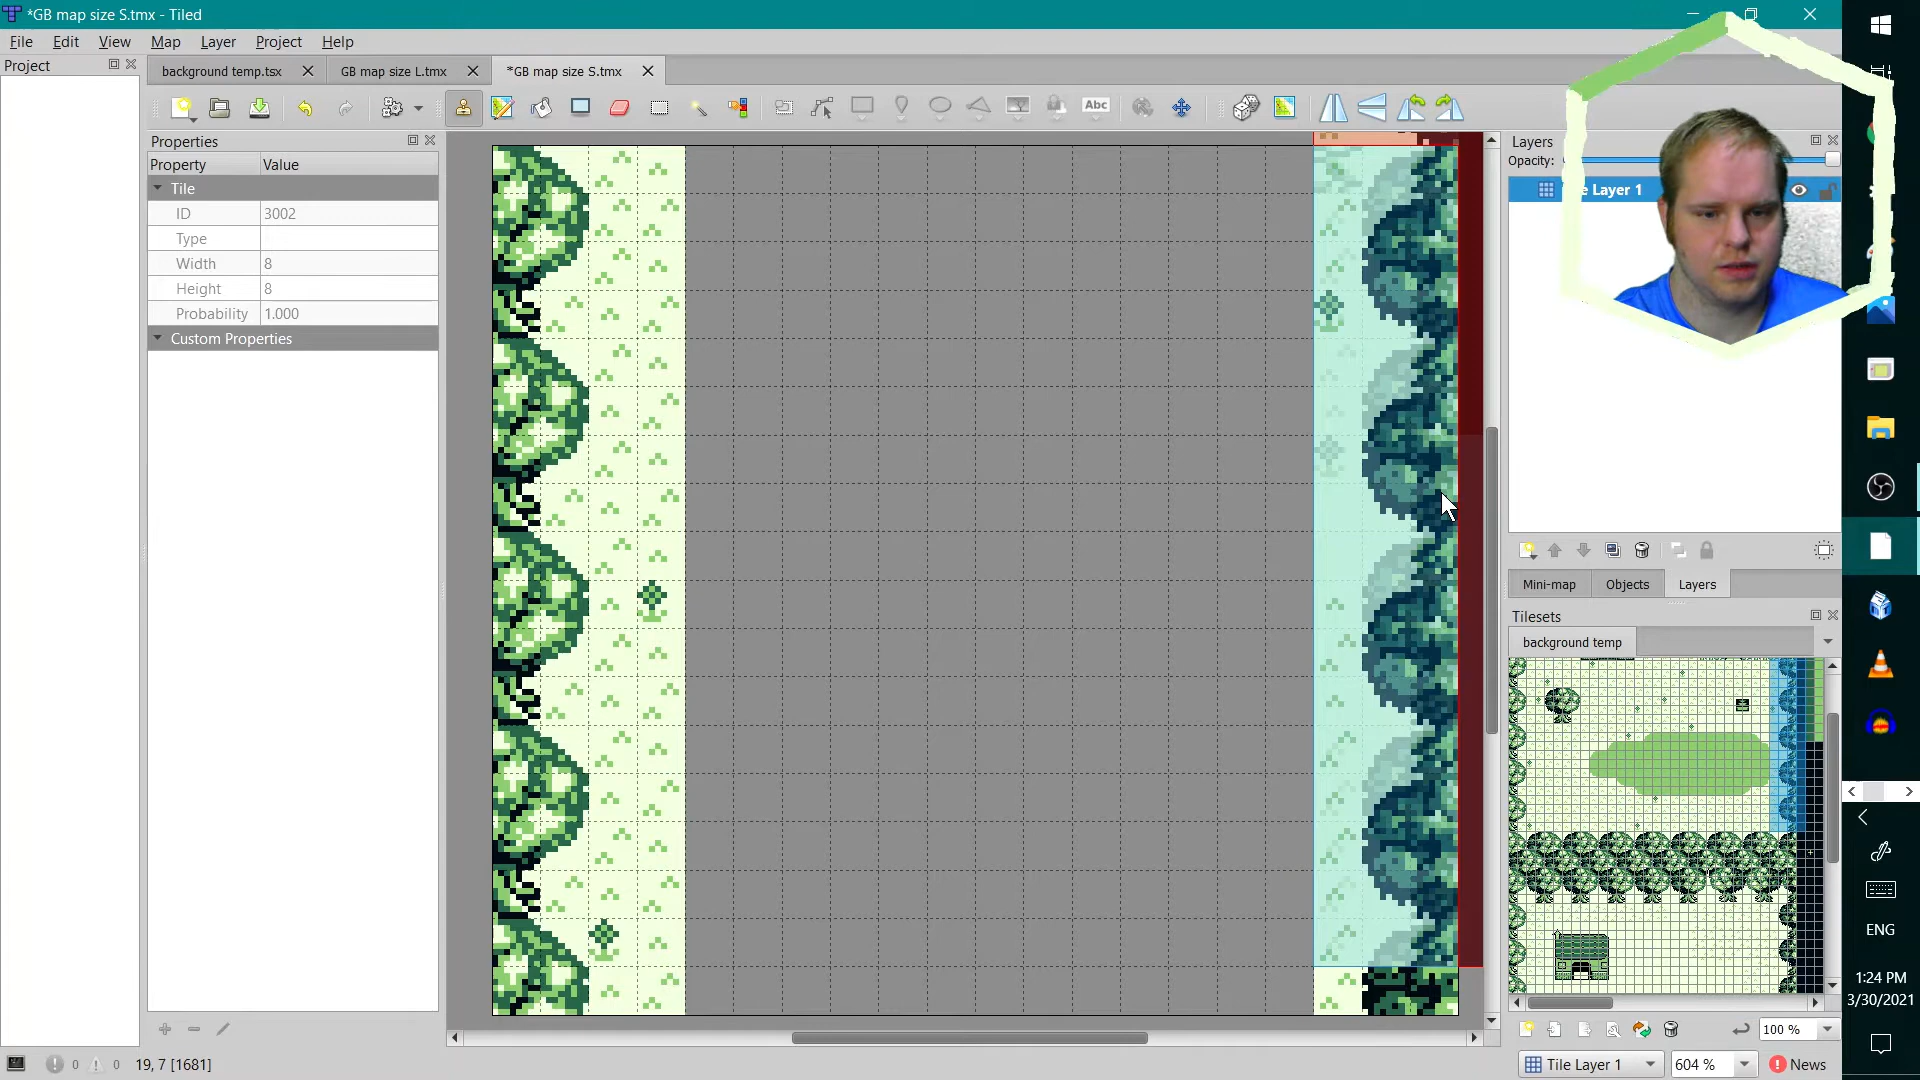 *GB map size S.tmx - Tiled
File Edit View Map Layer Project Help
Project
background temp.tsx
GB map size L.tmx
*GB map size S.tmx
Abc
Properties
Property Value
Tile
ID 3002
Type
Width 8
Height 8
Probability 1.000
Custom Properties
Layers
Opacity:
le Layer 1
Mini-map Objects Layers
Tilesets
background temp
100 %
0 0 19, 7 [1681]
Tile Layer 1
604 %
News
ENG
1:24 PM
3/30/2021